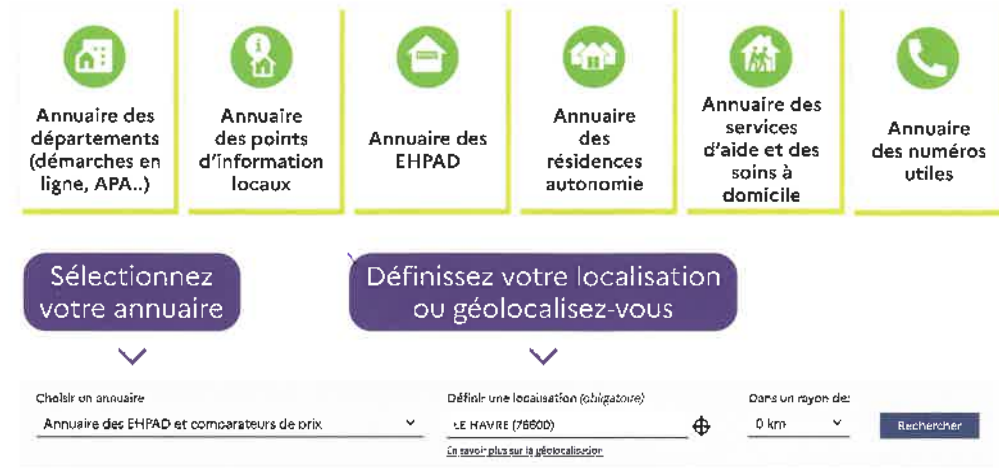 Annuaire des
départements
(démarches en
ligne, APA..)
Annuaire
des points
d'information
locaux
Annuaire des
EHPAD
Annuaire
des
résidences
autonomie
Annuaire des
services
d'aide et des
soins à
domicile
Annuaire
des numéros
utiles
Sélectionnez
votre annuaire
Définissez votre localisation
ou géolocalisez-vous
Choisir un annuaire
Annuaire des EHPAD et comparateurs de prix
Définir une localisation (obligatoire)
LE HAVRE (76600)
En savoir plus sur la géolocalisation
Dans un rayon de:
0 km
Rechercher